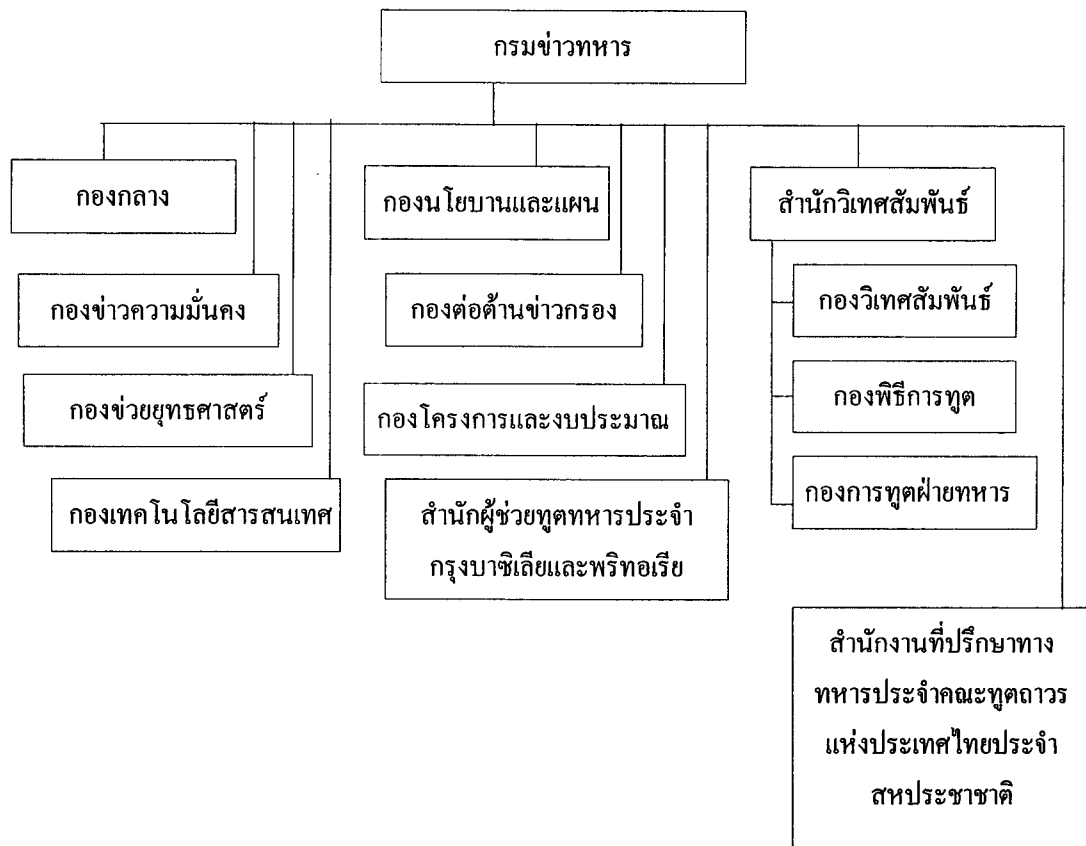 กรมข่าวทหาร
กองกลาง
กองนโยบานและแผน
สำนักวิเทศสัมพันธ์
กองข่าวความมั่นคง
กองต่อต้านข่าวกรอง
กองวิเทศสัมพันธ์
กองข่วยยุทธศาสตร์
กองโครงการและงบประมาณ
กองพิธีการทูต
กองเทคโนโลยีสารสนเทศ
สำนักผู้ช่วยทูตทหารประจำ
กรุงบาซิเลียและพริทอเรีย
กองการทูตฝ่ายทหาร
สำนักงานที่ปรึกษาทาง
ทหารประจำคณะทูตถาวร
แห่งประเทศไทยประจำ
สหประชาชาติ